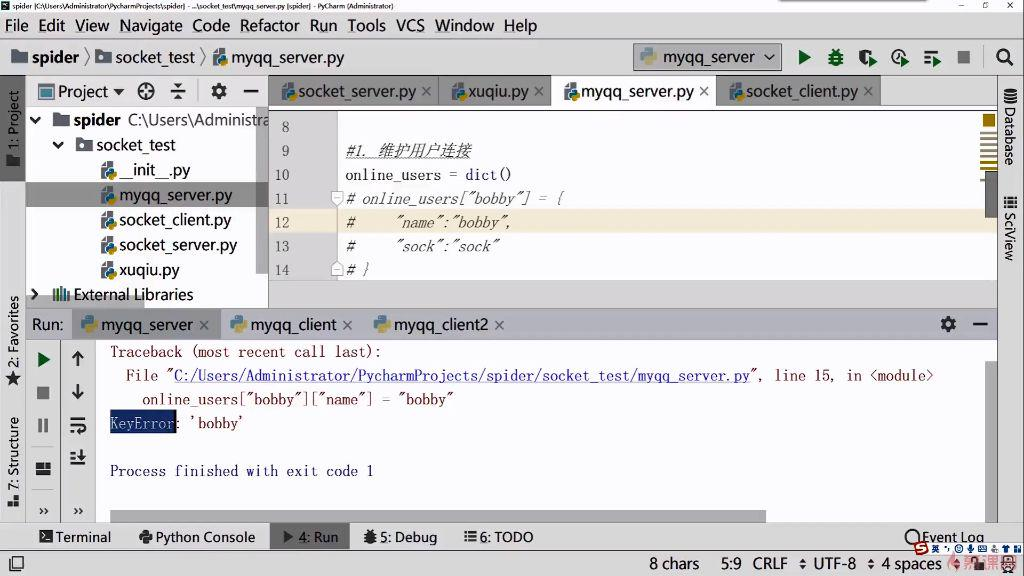 spider [C:\Users\Administrator\PycharmProjects\spider] - ...\socket_test\myqq_server.py [spider] - PyCharm (Administrator)
File Edit View Navigate Code Refactor Run Tools VCS Window Help
spider socket_test myqq_server.py myqq_server
1: Project
Project
socket_server.py xuqiu.py myqq_server.py socket_client.py
spider C:\Users\Administra
socket_test
__init__.py
myqq_server.py
socket_client.py
socket_server.py
xuqiu.py
External Libraries
8
9 #1. 维护用户连接
10 online_users = dict()
11 # online_users["bobby"] = {
12 # "name":"bobby",
13 # "sock":"sock"
14 # }
Database
SciView
2: Favorites
7: Structure
Run: myqq_server myqq_client myqq_client2
Traceback (most recent call last):
File "C:/Users/Administrator/PycharmProjects/spider/socket_test/myqq_server.py", line 15, in <module>
online_users["bobby"]["name"] = "bobby"
KeyError: 'bobby'
Process finished with exit code 1
Terminal Python Console 4: Run 5: Debug 6: TODO Event Log
8 chars 5:9 CRLF UTF-8 4 spaces
英